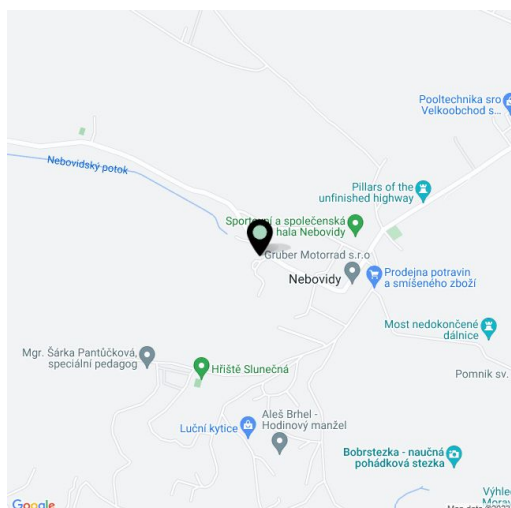 Pooltechnika sro
Velkoobchod s...
Nebovidský potok
Pillars of the
unfinished highway
Sportovní a společenská
hala Nebovidy
Gruber Motorrad s.r.o
Nebovidy
Prodejna potravin
a smíšeného zboží
Most nedokončené
dálnice
Mgr. Šárka Pantůčková,
speciální pedagog
Hřiště Slunečná
Pomník sv.
Aleš Brhel -
Hodinový manžel
Luční kytice
Bobrstezka - naučná
pohádková stezka
Google